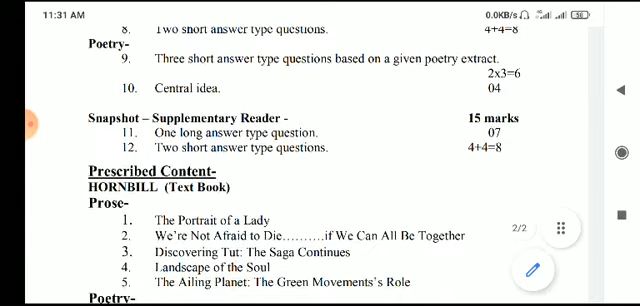 11:31 AM 0.0KB/s 4G 50
8. Two short answer type questions. 4+4=8
Poetry-
9. Three short answer type questions based on a given poetry extract.
2x3=6
10. Central idea. 04
Snapshot – Supplementary Reader - 15 marks
11. One long answer type question. 07
12. Two short answer type questions. 4+4=8
Prescribed Content-
HORNBILL (Text Book)
Prose-
1. The Portrait of a Lady
2. We're Not Afraid to Die……….if We Can All Be Together
2/2
3. Discovering Tut: The Saga Continues
4. Landscape of the Soul
5. The Ailing Planet: The Green Movements's Role
Poetry-